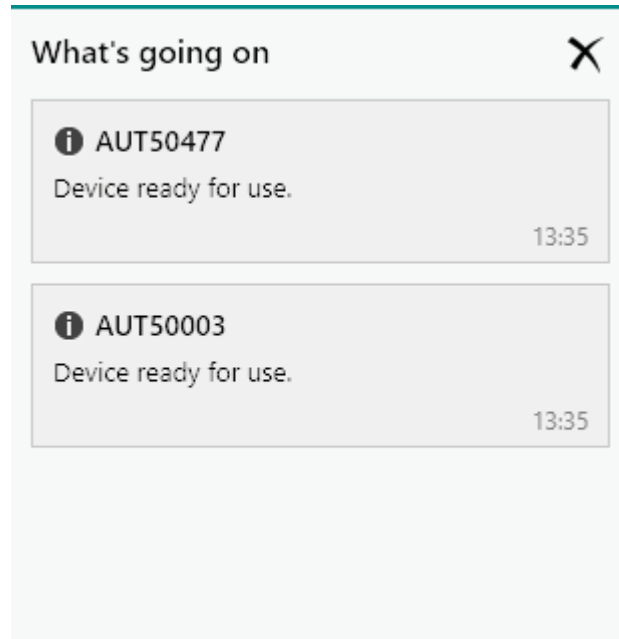 What's going on
AUT50477
Device ready for use.
13:35
AUT50003
Device ready for use.
13:35